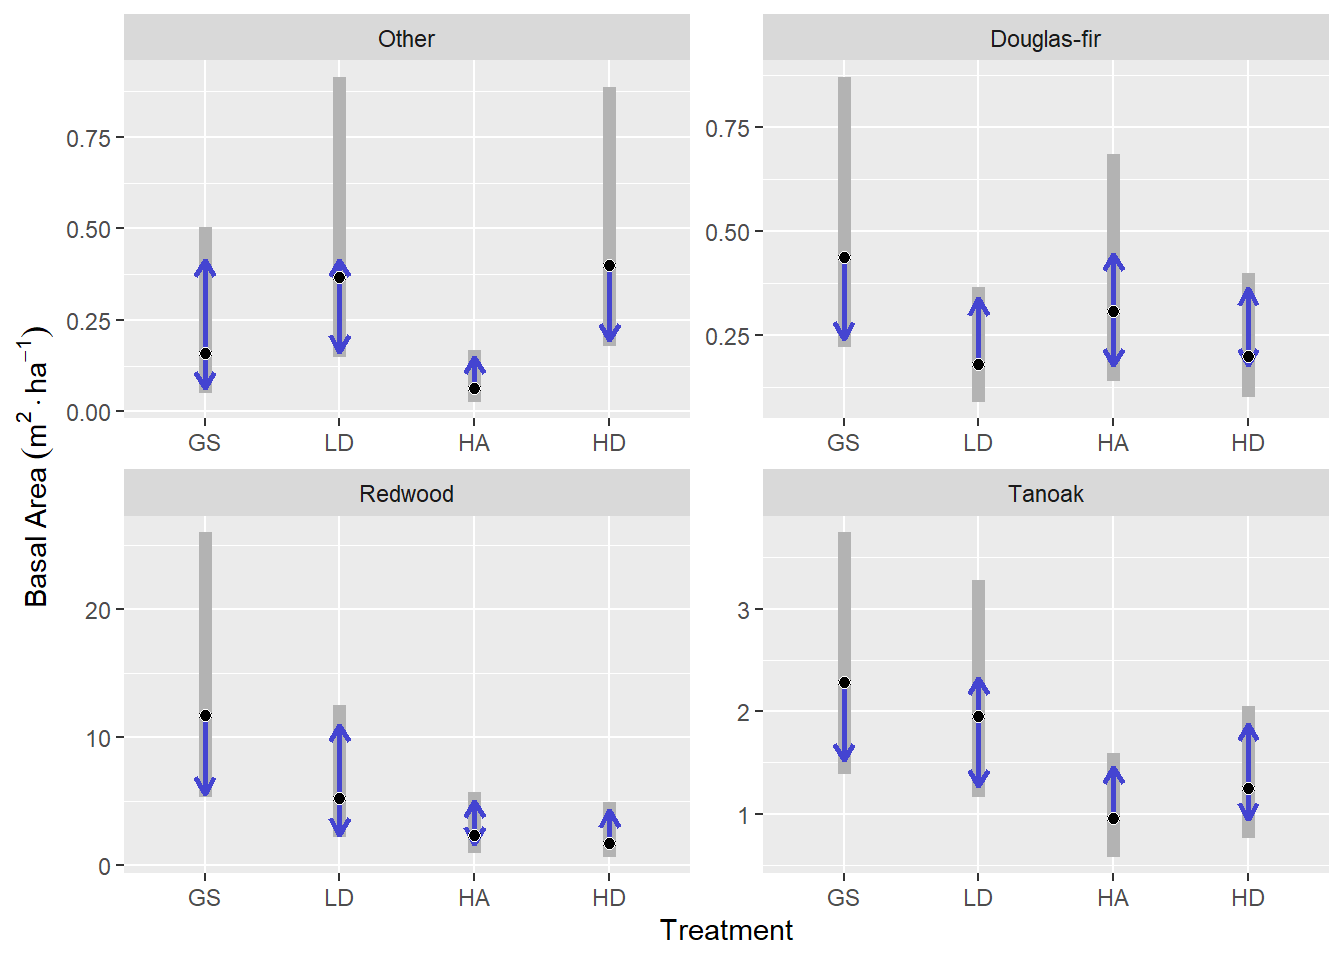 Other
Douglas-fir
0.75
0.50
0.25
0.00
0.75
0.50
0.25
GS LD HA HD
GS LD HA HD
Basal Area (m² · ha⁻¹)
Redwood
Tanoak
20
10
0
3
2
1
GS LD HA HD
GS LD HA HD
Treatment